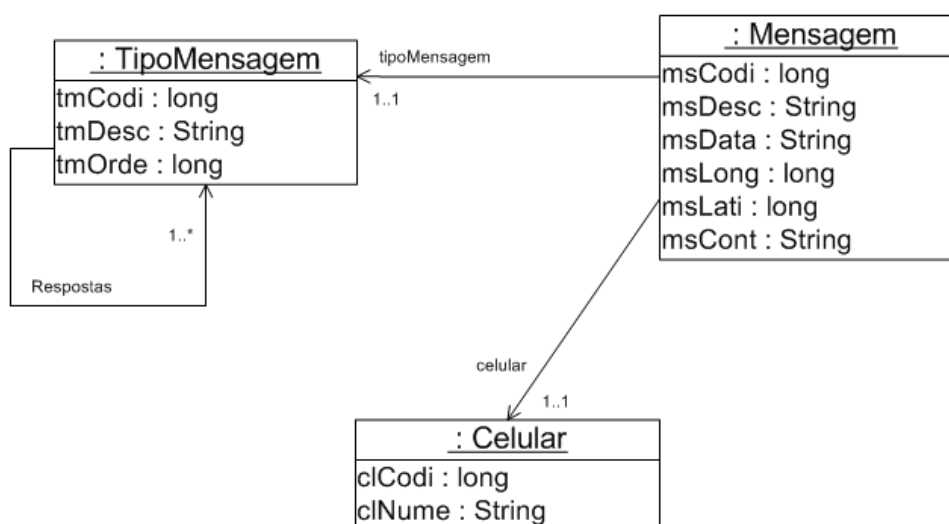 : TipoMensagem
tmCodi : long
tmDesc : String
tmOrde : long
1..*
Respostas
tipoMensagem
1..1
: Mensagem
msCodi : long
msDesc : String
msData : String
msLong : long
msLati : long
msCont : String
celular
1..1
: Celular
clCodi : long
clNume : String